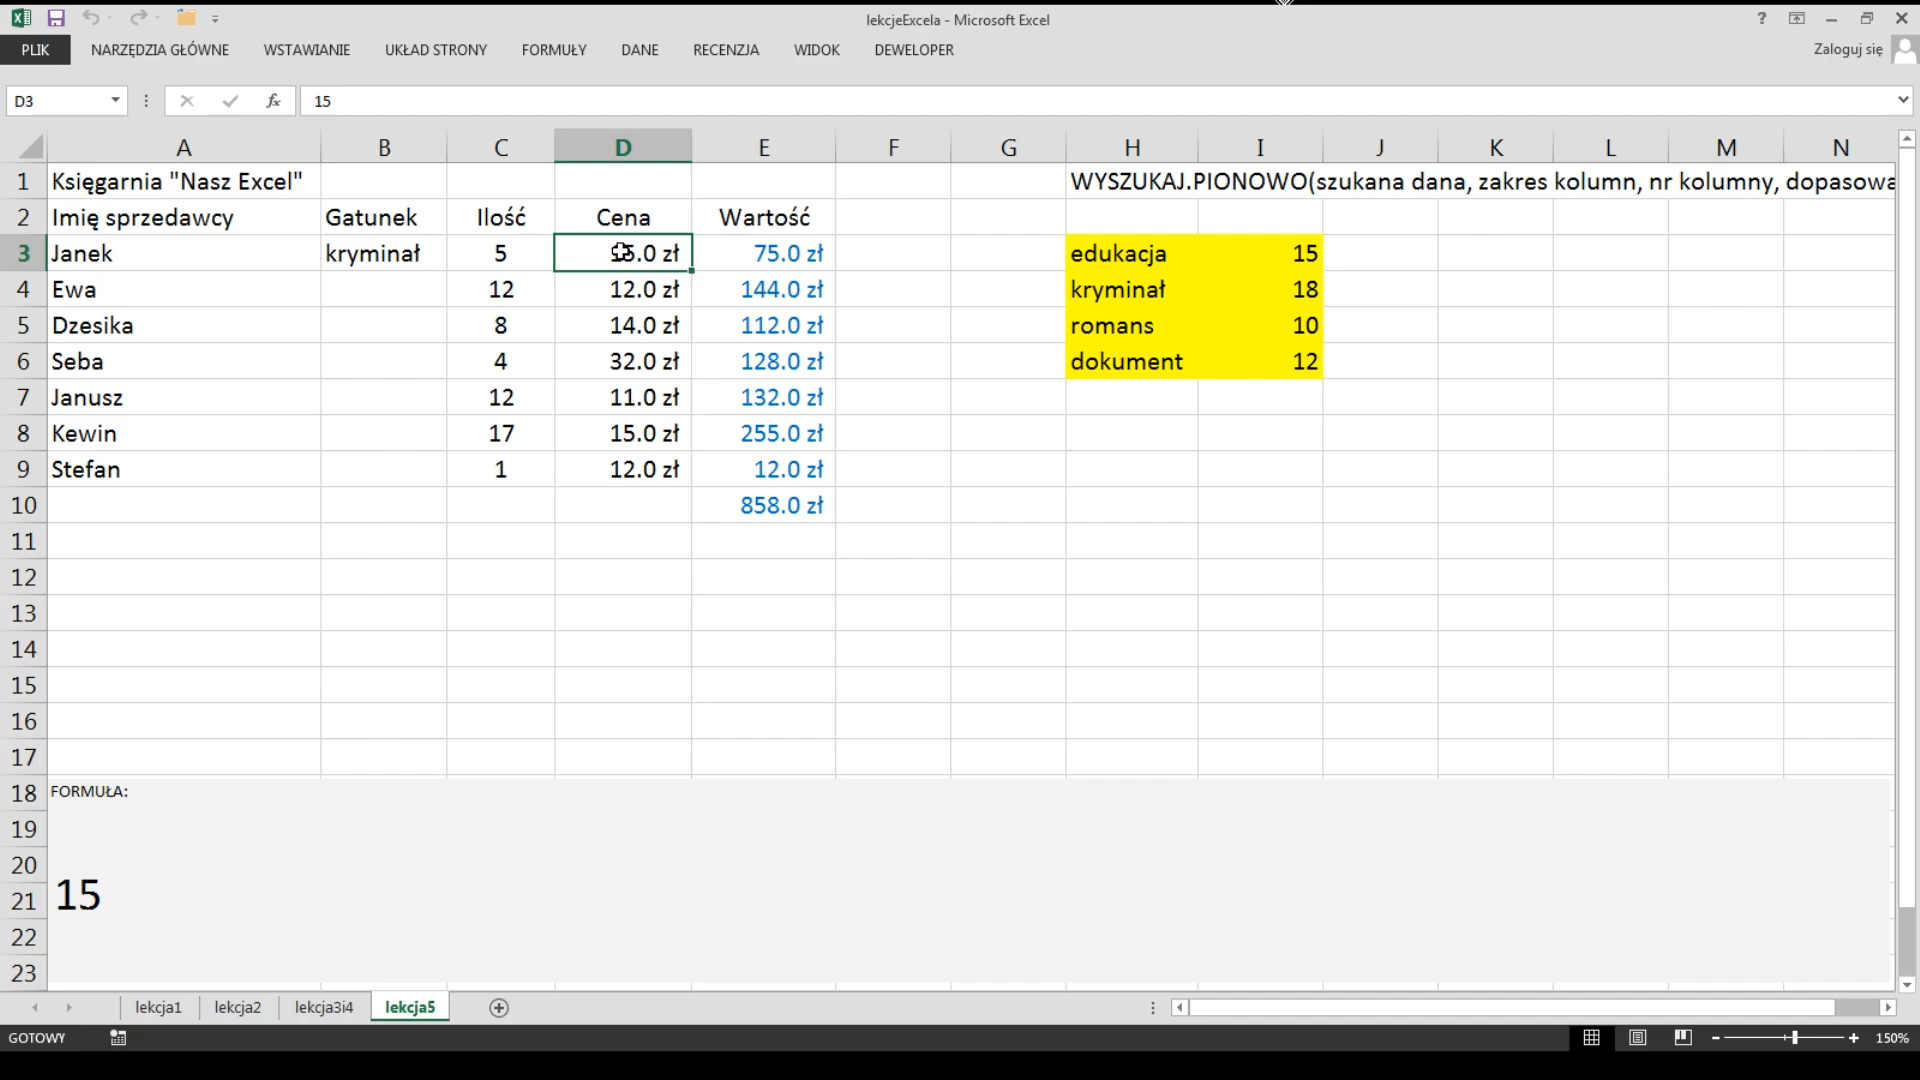 lekcjeExcela - Microsoft Excel
?
PLIK NARZĘDZIA GŁÓWNE WSTAWIANIE UKŁAD STRONY FORMUŁY DANE RECENZJA WIDOK DEWELOPER Zaloguj się
D3 fx 15
A B C D E F G H I J K L M N
1 Księgarnia "Nasz Excel" WYSZUKAJ.PIONOWO(szukana dana, zakres kolumn, nr kolumny, dopasowa
2 Imię sprzedawcy Gatunek Ilość Cena Wartość
3 Janek kryminał 5 15.0 zł 75.0 zł edukacja 15
4 Ewa 12 12.0 zł 144.0 zł kryminał 18
5 Dzesika 8 14.0 zł 112.0 zł romans 10
6 Seba 4 32.0 zł 128.0 zł dokument 12
7 Janusz 12 11.0 zł 132.0 zł
8 Kewin 17 15.0 zł 255.0 zł
9 Stefan 1 12.0 zł 12.0 zł
10 858.0 zł
11
12
13
14
15
16
17
18 FORMUŁA:
19
20
21 15
22
23
lekcja1 lekcja2 lekcja3i4 lekcja5
GOTOWY 150%